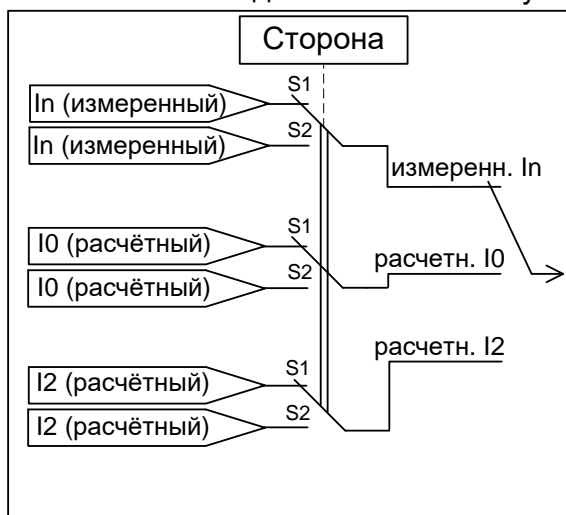 Сторона
S1
In (измеренный)
S2
In (измеренный)
измеренн. In
S1
I0 (расчётный)
S2
I0 (расчётный)
расчетн. I0
расчетн. I2
S1
I2 (расчётный)
S2
I2 (расчётный)